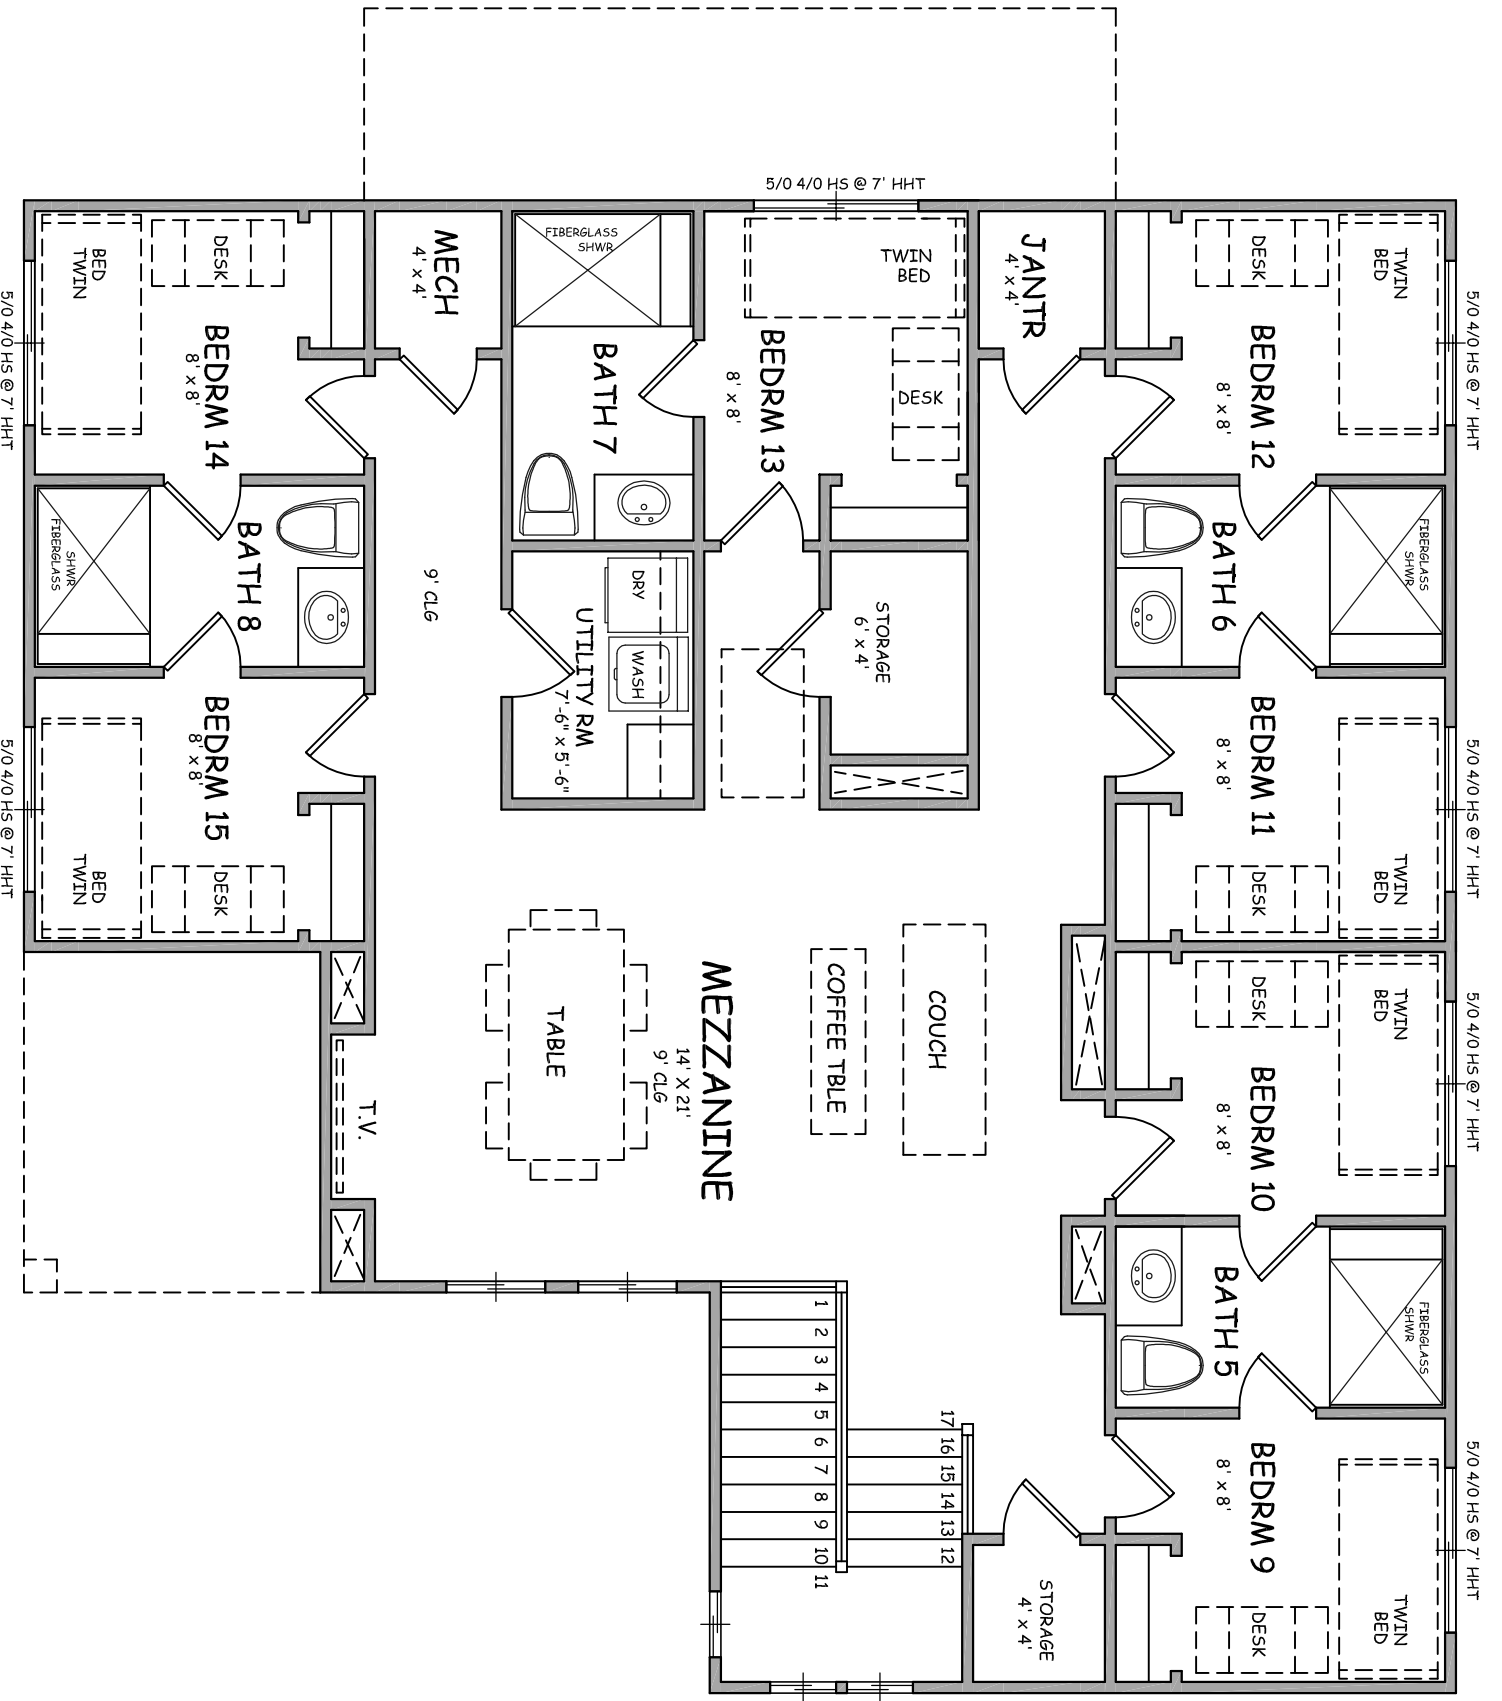 5/0 4/0 HS @ 7' HHT
FIBERGLASS
SHWR
TWIN
BED
DESK
BEDRM 13
8' x 8'
BATH 7
MECH
4' x 4'
JANTR
4' x 4'
BED
TWIN
DESK
BEDRM 14
8' x 8'
5/0 4/0 HS @ 7' HHT
DESK
TWIN
BED
BEDRM 12
8' x 8'
5/0 4/0 HS @ 7' HHT
FIBERGLASS
SHWR
BATH 8
9' CLG
DRY
WASH
UTILITY RM
7'-6" x 5'-6"
STORAGE
6' x 4'
BATH 6
FIBERGLASS
SHWR
BEDRM 15
8' x 8'
BED
TWIN
DESK
5/0 4/0 HS @ 7' HHT
BEDRM 11
8' x 8'
DESK
TWIN
BED
5/0 4/0 HS @ 7' HHT
MEZZANINE
14' X 21'
9' CLG
TABLE
COFFEE TBLE
COUCH
T.V.
DESK
TWIN
BED
BEDRM 10
8' x 8'
5/0 4/0 HS @ 7' HHT
BATH 5
FIBERGLASS
SHWR
1
2
3
4
5
6
7
8
9
10
11
17
16
15
14
13
12
STORAGE
4' x 4'
BEDRM 9
8' x 8'
DESK
TWIN
BED
5/0 4/0 HS @ 7' HHT